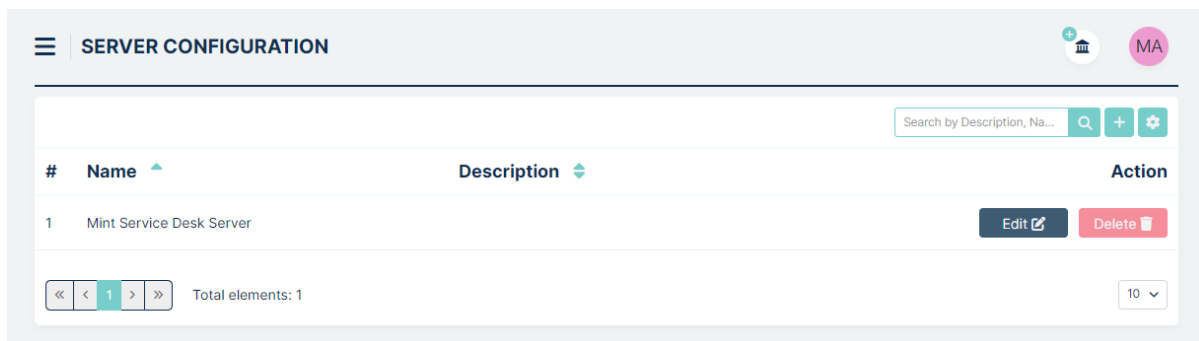 SERVER CONFIGURATION
MA
Search by Description, Na...
# Name Description Action
1 Mint Service Desk Server Edit Delete
« < 1 > » Total elements: 1 10